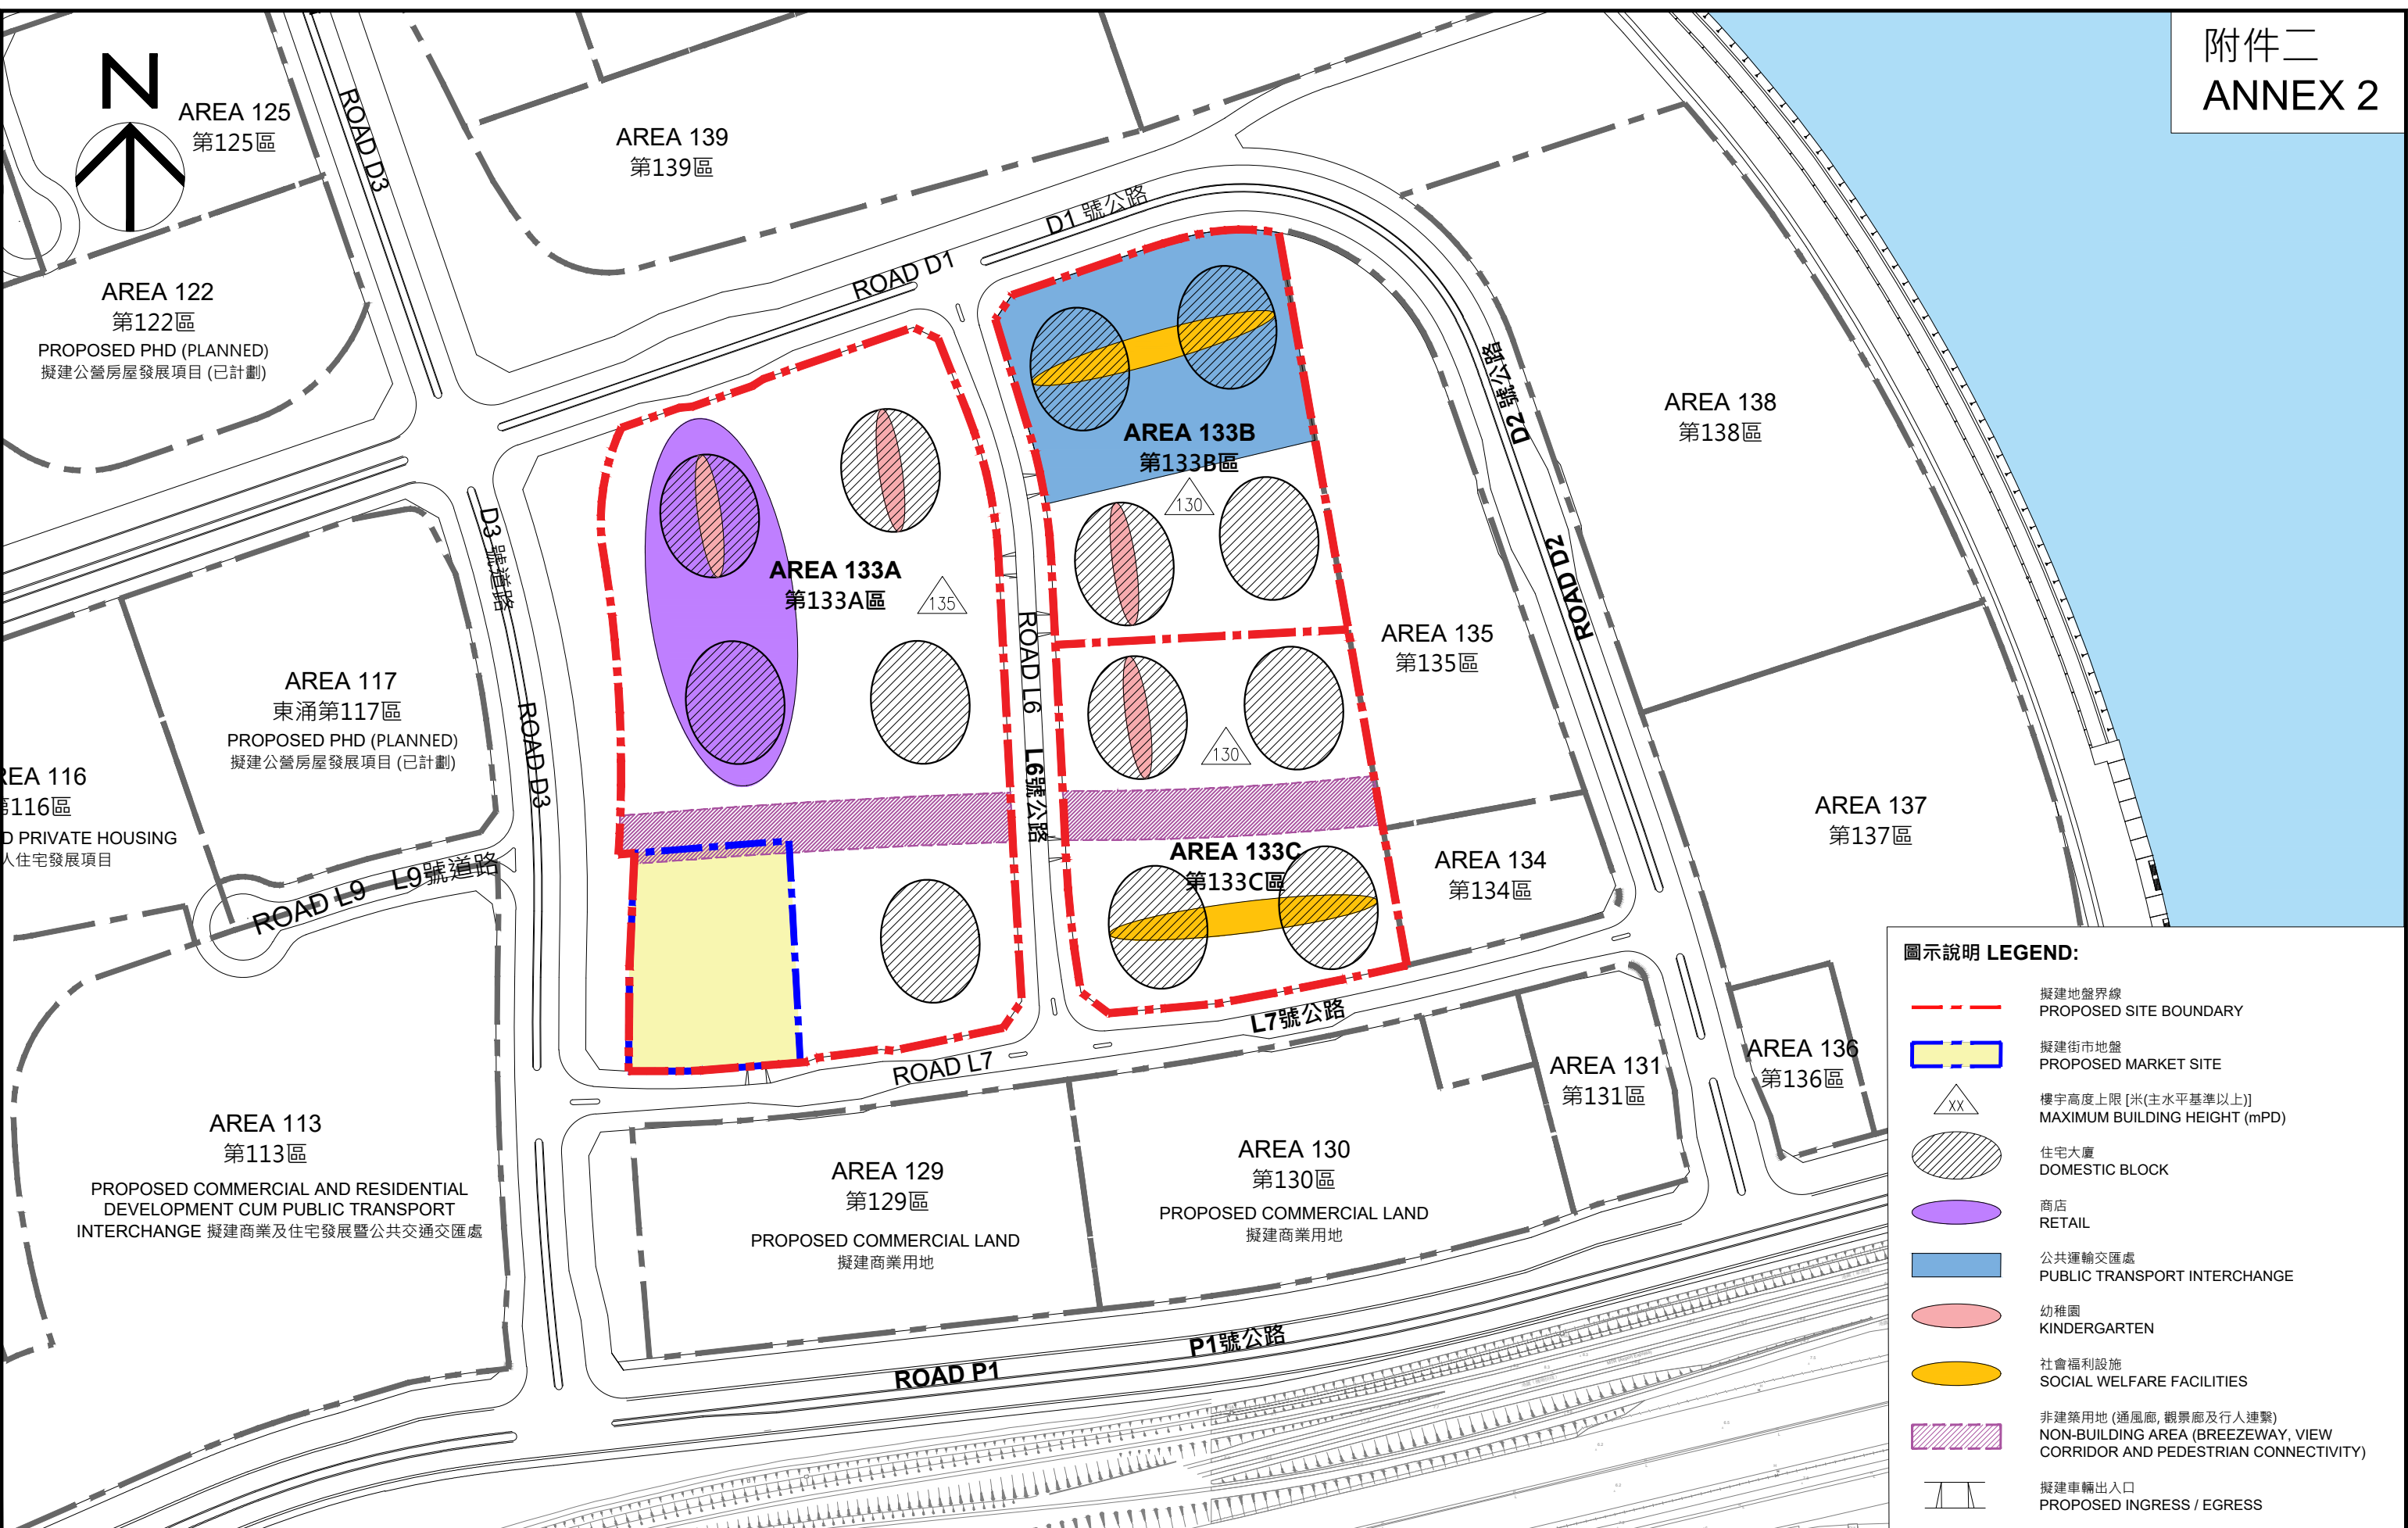 附件二
ANNEX 2
N
AREA 125
第125區
ROAD D3
AREA 139
第139區
D1 號公路
ROAD D1
AREA 122
第122區
PROPOSED PHD (PLANNED)
擬建公營房屋發展項目 (已計劃)
AREA 133B
第133B區
130
D2 號公路
ROAD D2
AREA 138
第138區
D3 號道路
ROAD D3
AREA 133A
第133A區
135
ROAD L6
L6號公路
AREA 135
第135區
AREA 117
東涌第117區
PROPOSED PHD (PLANNED)
擬建公營房屋發展項目 (已計劃)
130
REA 116
第116區
D PRIVATE HOUSING
人住宅發展項目
AREA 137
第137區
AREA 133C
第133C區
AREA 134
第134區
ROAD L9
L9號道路
L7號公路
ROAD L7
AREA 136
第136區
AREA 131
第131區
AREA 113
第113區
PROPOSED COMMERCIAL AND RESIDENTIAL
DEVELOPMENT CUM PUBLIC TRANSPORT
INTERCHANGE 擬建商業及住宅發展暨公共交通交匯處
AREA 129
第129區
PROPOSED COMMERCIAL LAND
擬建商業用地
AREA 130
第130區
PROPOSED COMMERCIAL LAND
擬建商業用地
P1號公路
ROAD P1
圖示說明 LEGEND:
擬建地盤界線
PROPOSED SITE BOUNDARY
擬建街市地盤
PROPOSED MARKET SITE
XX
樓宇高度上限 [米(主水平基準以上)]
MAXIMUM BUILDING HEIGHT (mPD)
住宅大廈
DOMESTIC BLOCK
商店
RETAIL
公共運輸交匯處
PUBLIC TRANSPORT INTERCHANGE
幼稚園
KINDERGARTEN
社會福利設施
SOCIAL WELFARE FACILITIES
非建築用地 (通風廊, 觀景廊及行人連繫)
NON-BUILDING AREA (BREEZEWAY, VIEW
CORRIDOR AND PEDESTRIAN CONNECTIVITY)
擬建車輛出入口
PROPOSED INGRESS / EGRESS